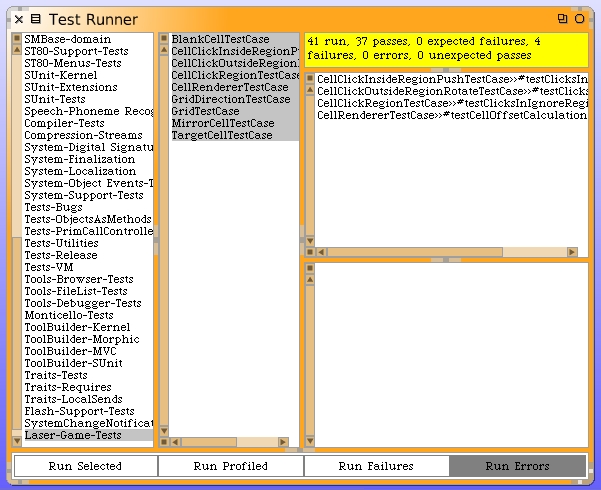 Test Runner
SMBase-domain
ST80-Support-Tests
ST80-Menus-Tests
SUnit-Kernel
SUnit-Extensions
SUnit-Tests
Speech-Phoneme Recog
Compiler-Tests
Compression-Streams
System-Digital Signatu
System-Finalization
System-Localization
System-Object Events-T
System-Support-Tests
Tests-Bugs
Tests-ObjectsAsMethods
Tests-PrimCallControlle
Tests-Utilities
Tests-Release
Tests-VM
Tools-Browser-Tests
Tools-FileList-Tests
Tools-Debugger-Tests
Monticello-Tests
ToolBuilder-Kernel
ToolBuilder-Morphic
ToolBuilder-MVC
ToolBuilder-SUnit
Traits-Tests
Traits-Requires
Traits-LocalSends
Flash-Support-Tests
SystemChangeNotificat
Laser-Game-Tests
BlankCellTestCase
CellClickInsideRegionPu
CellClickOutsideRegionR
CellClickRegionTestCase
CellRendererTestCase
GridDirectionTestCase
GridTestCase
MirrorCellTestCase
TargetCellTestCase
41 run, 37 passes, 0 expected failures, 4
failures, 0 errors, 0 unexpected passes
CellClickInsideRegionPushTestCase>>#testClicksIn
CellClickOutsideRegionRotateTestCase>>#testClicks
CellClickRegionTestCase>>#testClicksInIgnoreRegi
CellRendererTestCase>>#testCellOffsetCalculation
Run Selected
Run Profiled
Run Failures
Run Errors